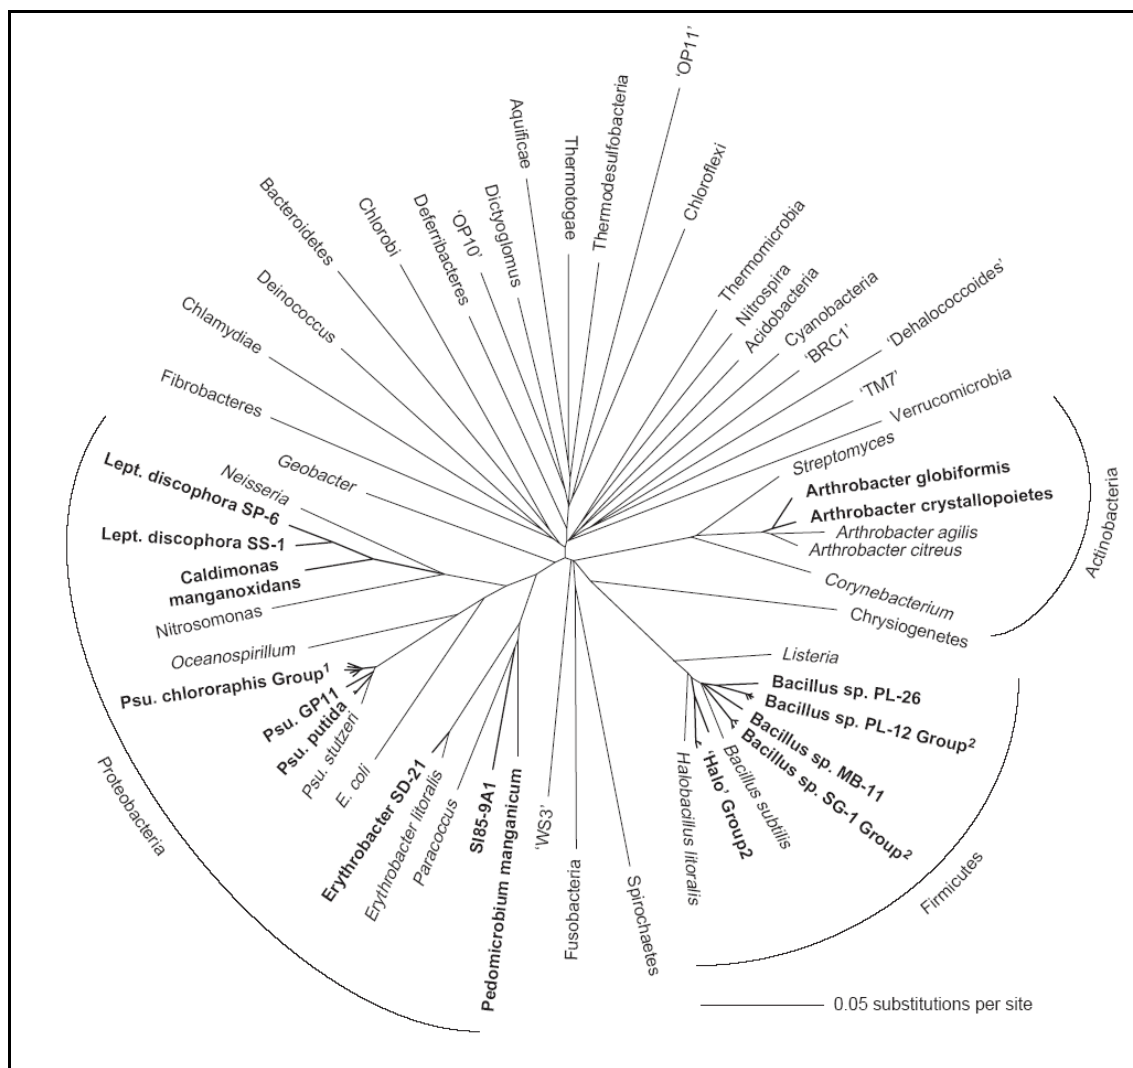 'OP11'
Thermodesulfobacteria
Thermotogae
Aquificae
Dictyoglomus
'OP10'
Deferribacteres
Chlorobi
Bacteroidetes
Deinococcus
Chlamydiae
Fibrobacteres
Chloroflexi
Thermomicrobia
Nitrospira
Acidobacteria
Cyanobacteria
'BRC1'
'Dehalococcoides'
'TM7'
Verrucomicrobia
Streptomyces
Arthrobacter globiformis
Arthrobacter crystallopoietes
Arthrobacter agilis
Arthrobacter citreus
Corynebacterium
Actinobacteria
Chrysiogenetes
Listeria
Bacillus sp. PL-26
Bacillus sp. PL-12 Group²
Bacillus sp. MB-11
Bacillus sp. SG-1 Group²
Bacillus subtilis
'Halo' Group2
Halobacillus litoralis
Firmicutes
Spirochaetes
Fusobacteria
'WS3'
Geobacter
Neisseria
Lept. discophora SP-6
Lept. discophora SS-1
Caldimonas
manganoxidans
Nitrosomonas
Oceanospirillum
Psu. chlororaphis Group¹
Psu. GP11
Psu. putida
Psu. stutzeri
E. coli
Erythrobacter SD-21
Erythrobacter litoralis
Paracoccus
SI85-9A1
Pedomicrobium manganicum
Proteobacteria
0.05 substitutions per site